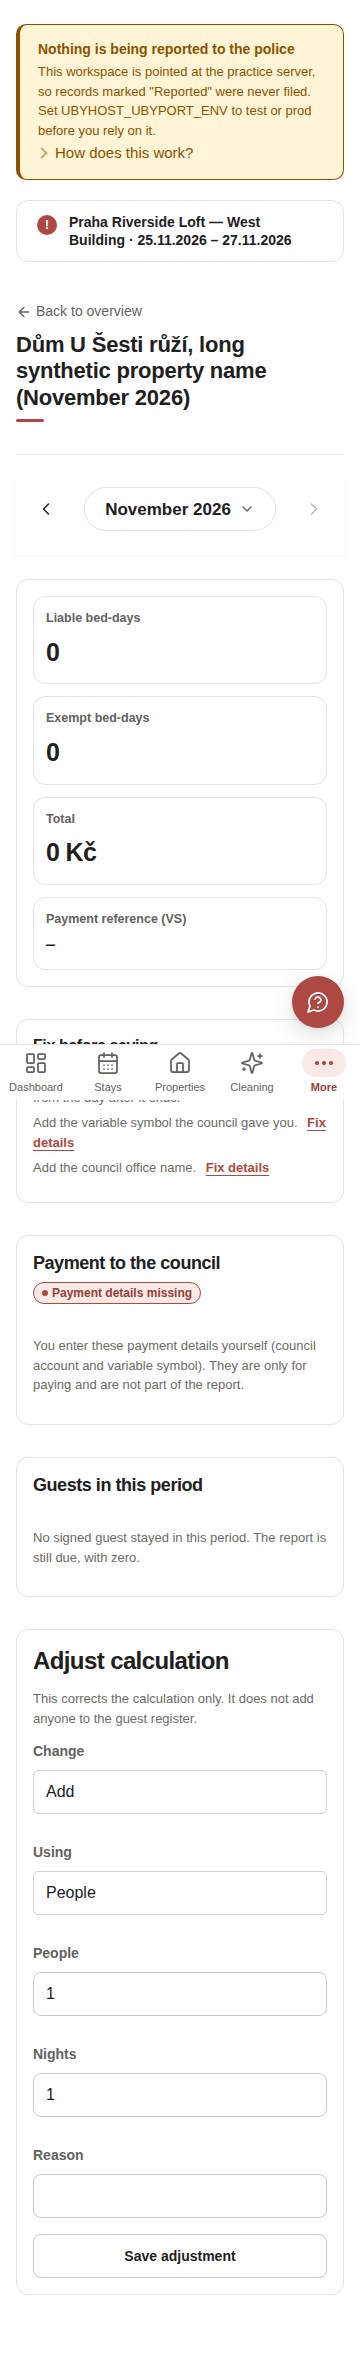 Nothing is being reported to the police
This workspace is pointed at the practice server,
so records marked "Reported" were never filed.
Set UBYHOST_UBYPORT_ENV to test or prod
before you rely on it.
How does this work?
Praha Riverside Loft — West
Building · 25.11.2026 – 27.11.2026
Back to overview
Dům U Šesti růží, long
synthetic property name
(November 2026)
November 2026
Liable bed-days
0
Exempt bed-days
0
Total
0 Kč
Payment reference (VS)
–
Fix before saving
Dashboard
Stays
Properties
Cleaning
More
from the day after it ends.
Add the variable symbol the council gave you. Fix
details
Add the council office name. Fix details
Payment to the council
Payment details missing
You enter these payment details yourself (council
account and variable symbol). They are only for
paying and are not part of the report.
Guests in this period
No signed guest stayed in this period. The report is
still due, with zero.
Adjust calculation
This corrects the calculation only. It does not add
anyone to the guest register.
Change
Add
Using
People
People
1
Nights
1
Reason
Save adjustment